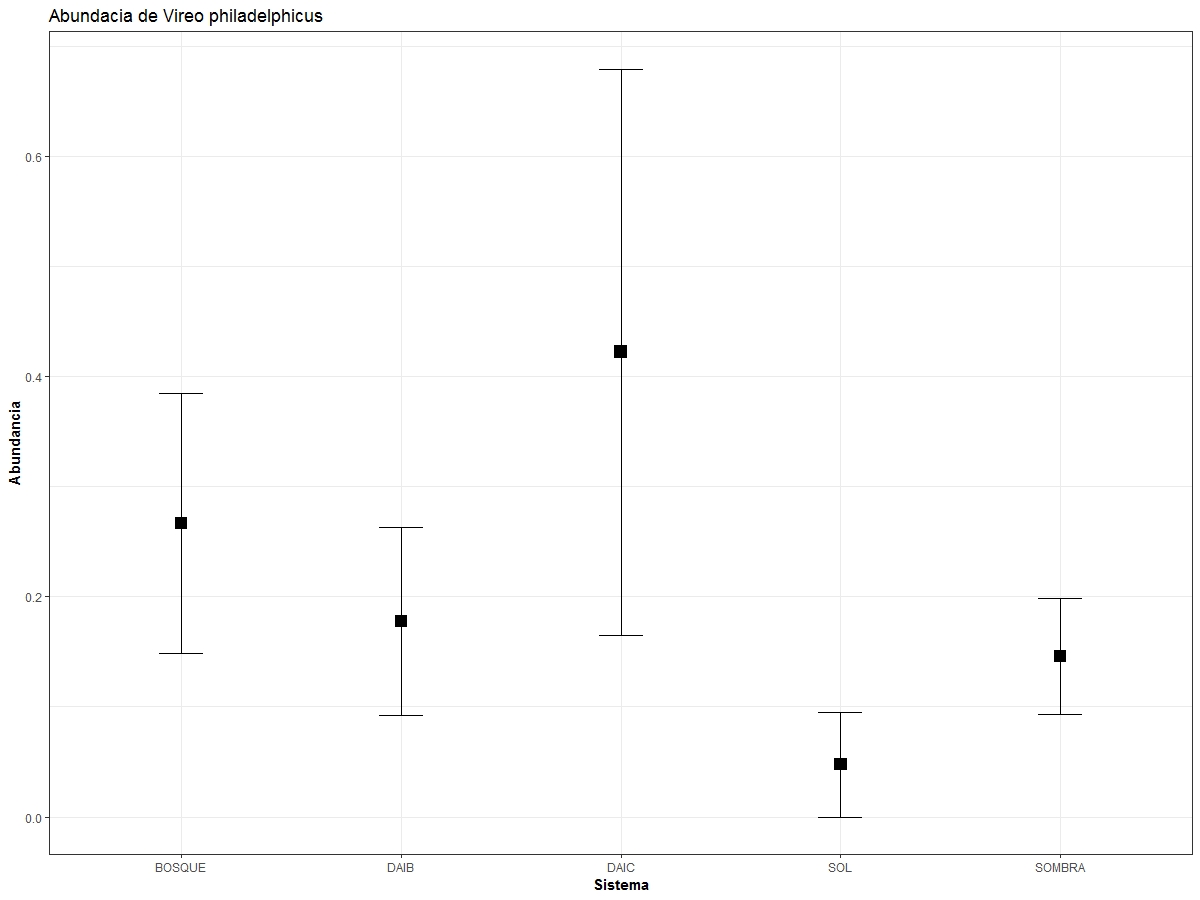 Abundacia de Vireo philadelphicus
Abundancia
0.6
0.4
0.2
0.0
BOSQUE DAIB DAIC SOL SOMBRA
Sistema